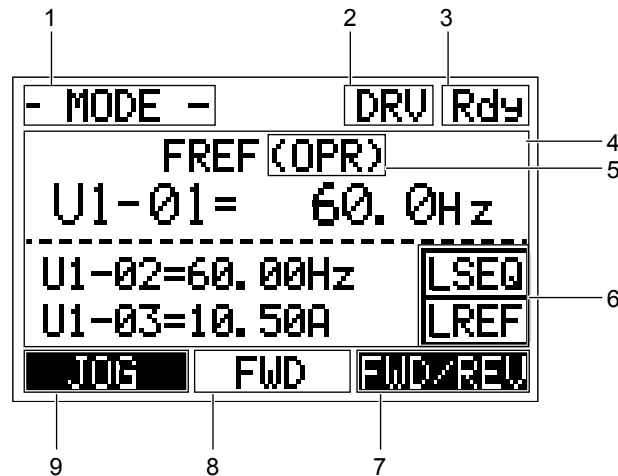 1 2 3
- MODE - DRV Rdy
4
FREF (OPR)
5
U1-01= 60.0Hz
U1-02=60.00Hz LSEQ
6
U1-03=10.50A LREF
JOG FWD FWD/REV
9 8 7